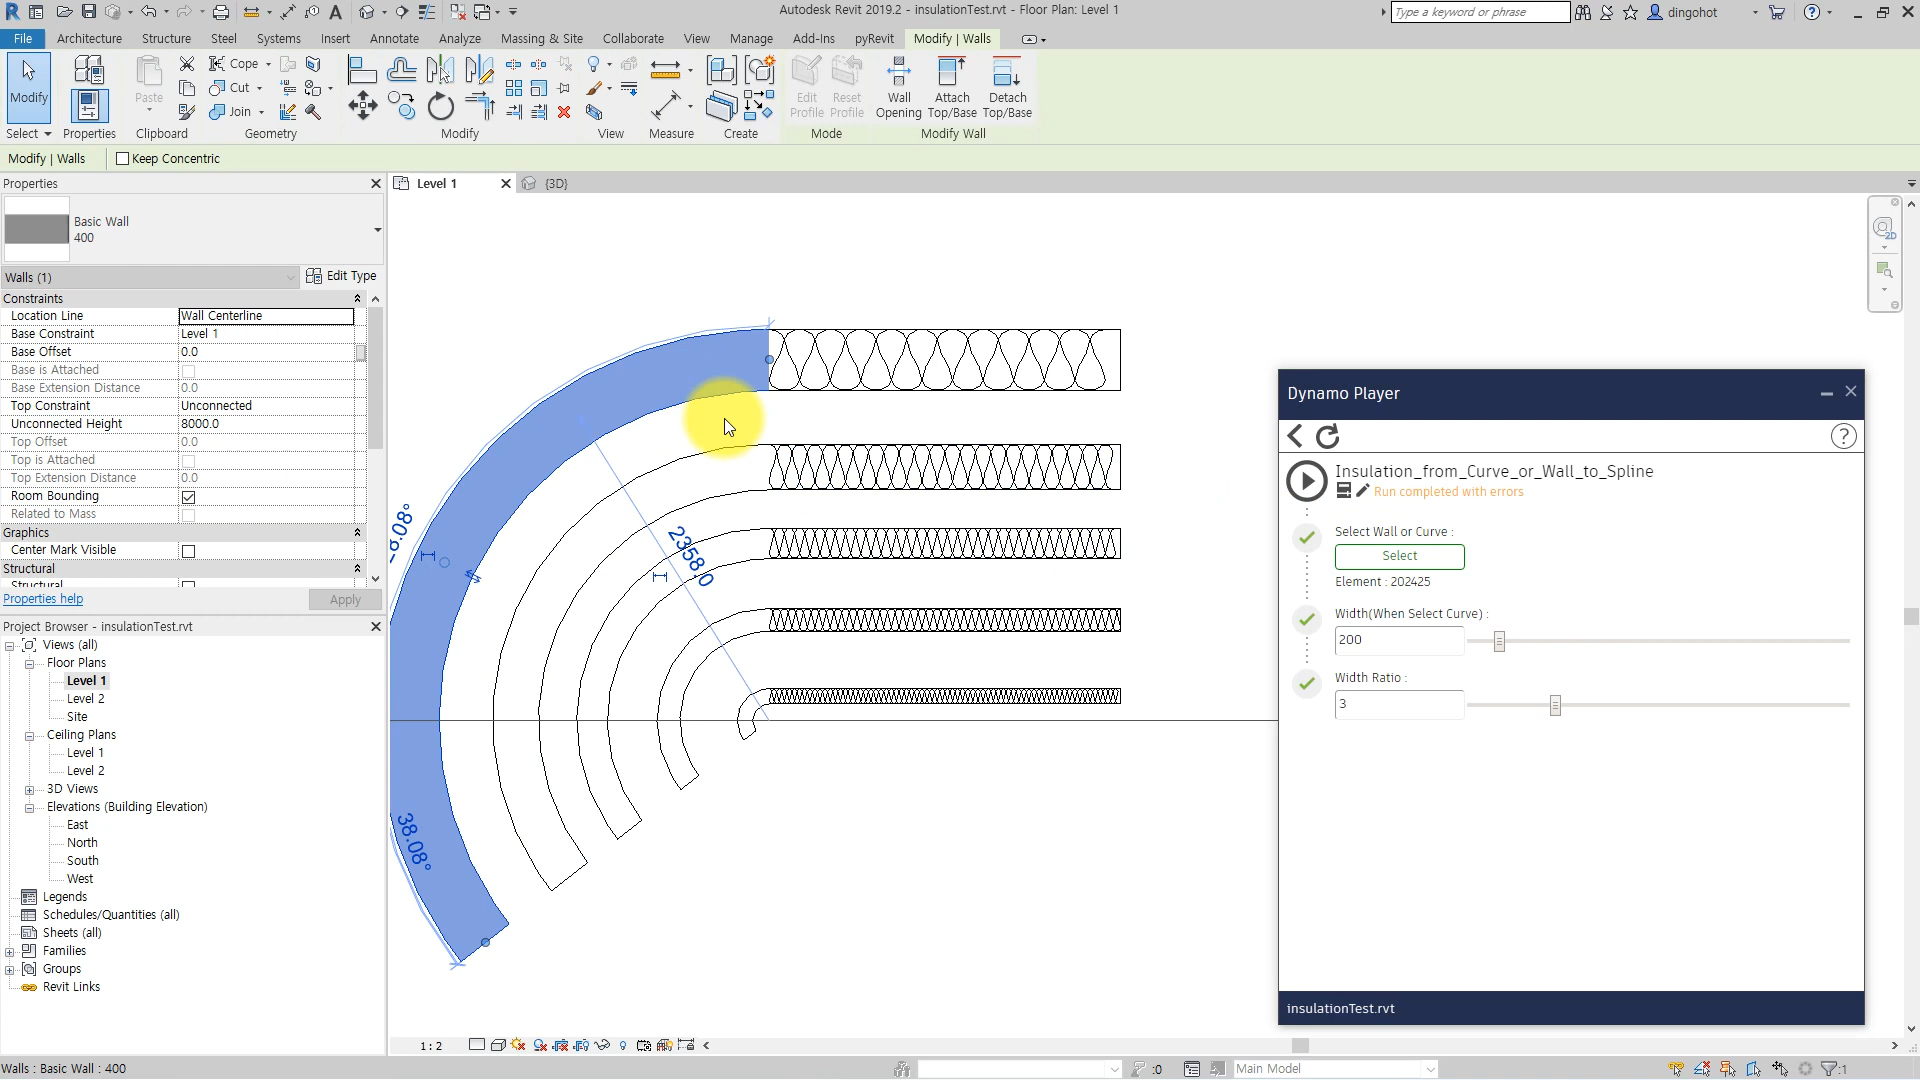 Autodesk Revit 2019.2 - insulationTest.rvt - Floor Plan: Level 1
Type a keyword or phrase
dingohot
File
Architecture
Structure
Steel
Systems
Insert
Annotate
Analyze
Massing & Site
Collaborate
View
Manage
Add-Ins
pyRevit
Modify | Walls
Modify
Paste
Cope
Cut
Join
Edit Profile
Reset Profile
Wall Opening
Attach Top/Base
Detach Top/Base
Select
Properties
Clipboard
Geometry
Modify
View
Measure
Create
Mode
Modify Wall
Modify | Walls
Keep Concentric
Properties
Basic Wall
400
Walls (1)
Edit Type
Constraints
Location Line Wall Centerline
Base Constraint Level 1
Base Offset 0.0
Base is Attached
Base Extension Distance 0.0
Top Constraint Unconnected
Unconnected Height 8000.0
Top Offset 0.0
Top is Attached
Top Extension Distance 0.0
Room Bounding
Related to Mass
Graphics
Center Mark Visible
Structural
Structural
Properties help
Apply
Project Browser - insulationTest.rvt
Views (all)
Floor Plans
Level 1
Level 2
Site
Ceiling Plans
Level 1
Level 2
3D Views
Elevations (Building Elevation)
East
North
South
West
Legends
Schedules/Quantities (all)
Sheets (all)
Families
Groups
Revit Links
Level 1
{3D}
2D
8.08°
2358.0
38.08°
Dynamo Player
Insulation_from_Curve_or_Wall_to_Spline
Run completed with errors
Select Wall or Curve :
Select
Element : 202425
Width(When Select Curve) :
200
Width Ratio :
3
insulationTest.rvt
1 : 2
Walls : Basic Wall : 400
:0
Main Model
:1